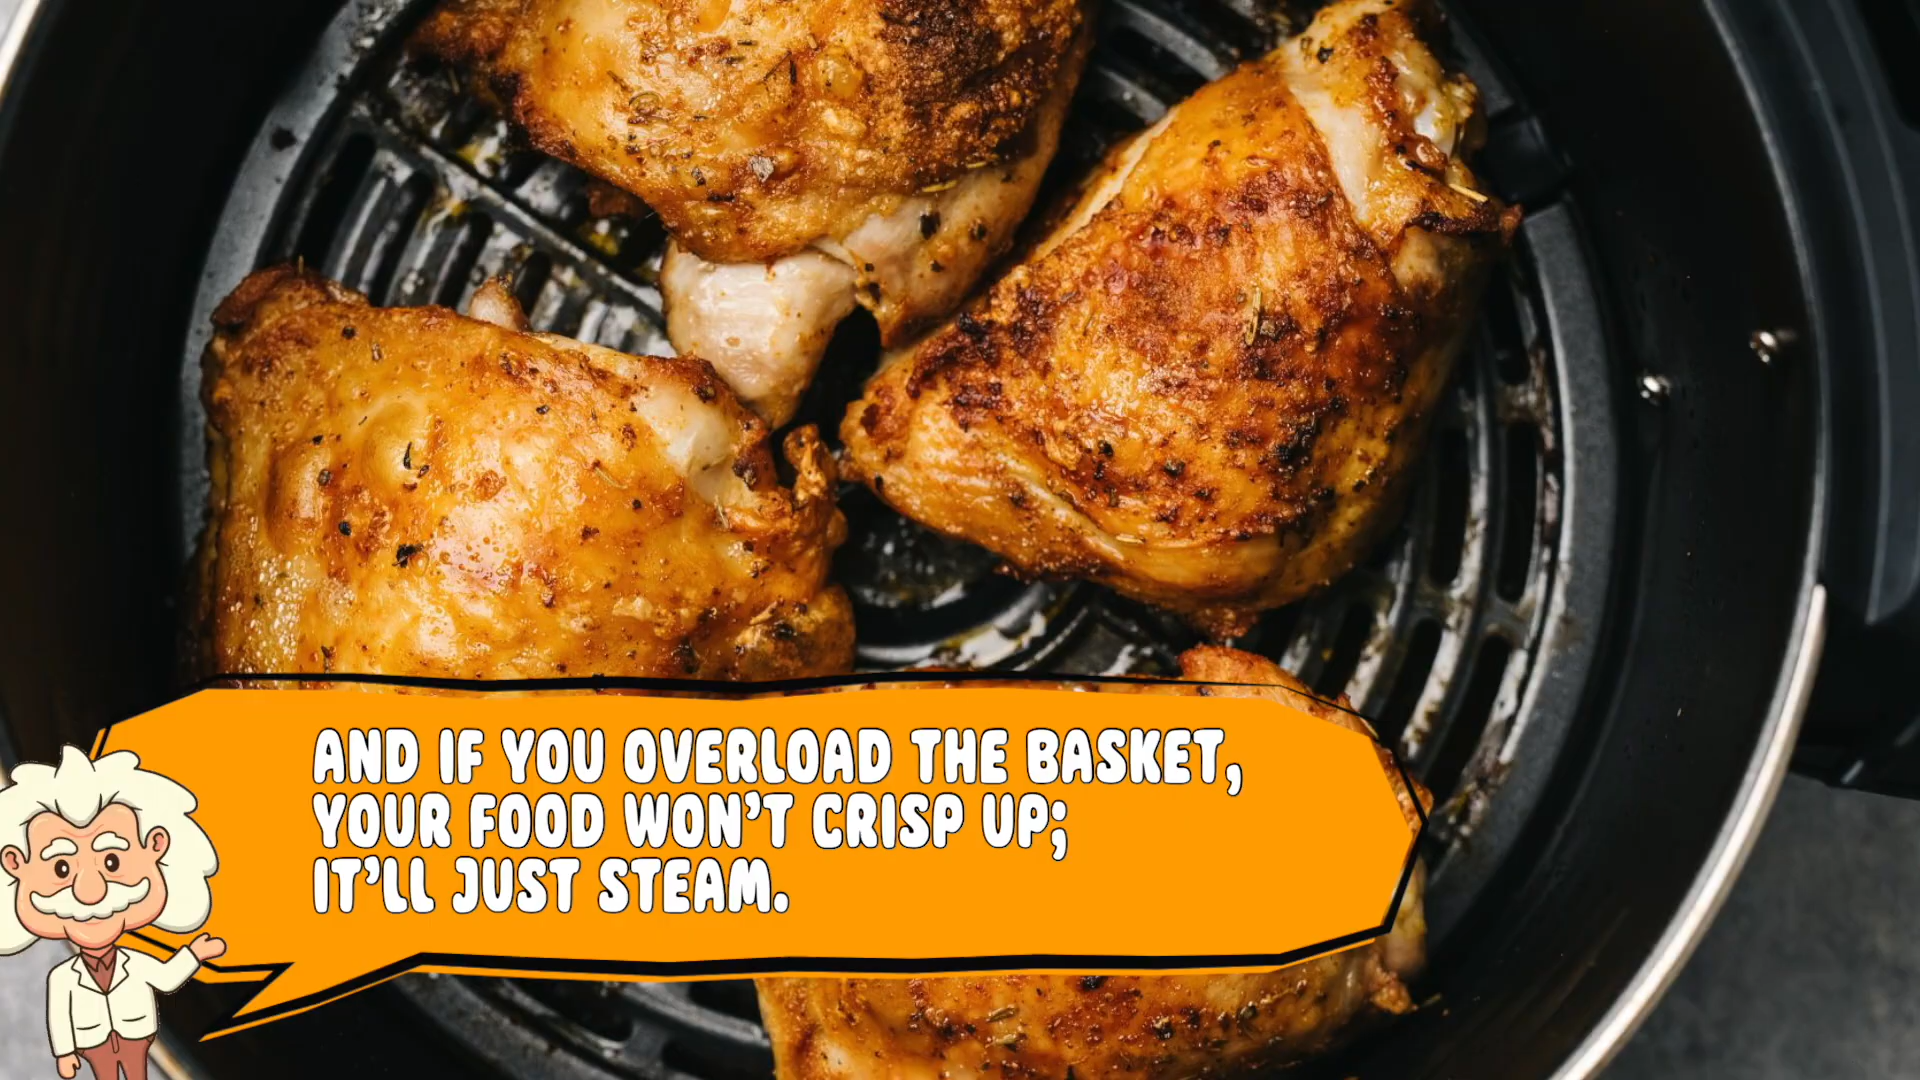 AND IF YOU OVERLOAD THE BASKET,
YOUR FOOD WON'T CRISP UP;
IT'LL JUST STEAM.